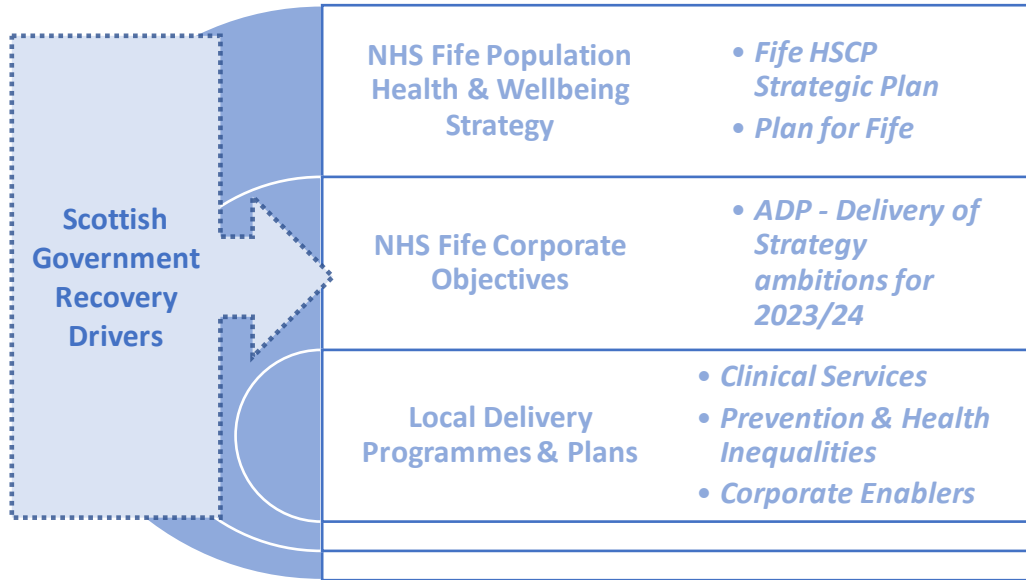 Scottish
Government
Recovery
Drivers
NHS Fife Population
Health & Wellbeing
Strategy
• Fife HSCP
Strategic Plan
• Plan for Fife
NHS Fife Corporate
Objectives
• ADP - Delivery of
Strategy
ambitions for
2023/24
Local Delivery
Programmes & Plans
• Clinical Services
• Prevention & Health
Inequalities
• Corporate Enablers